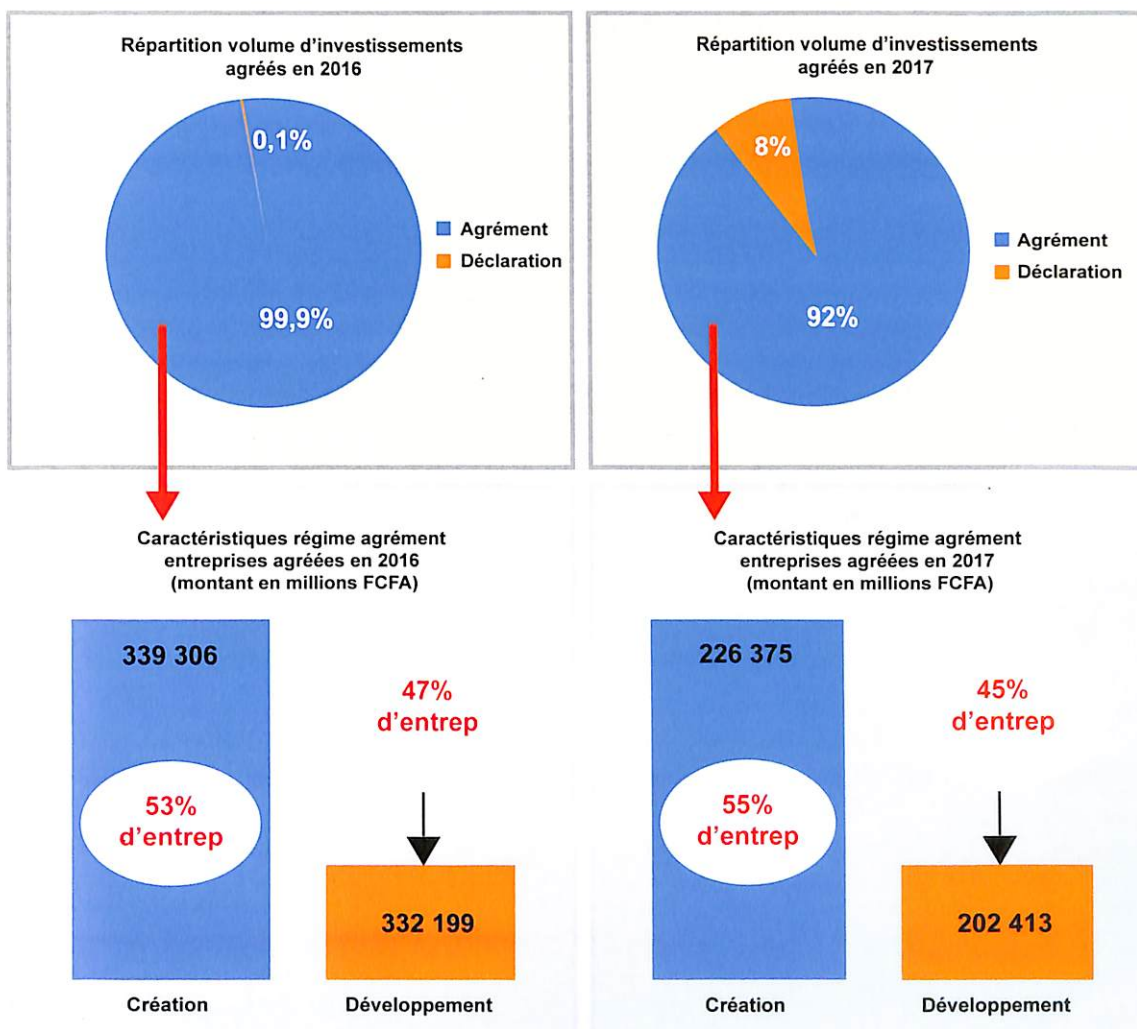 Répartition volume d'investissements
agréés en 2016
0,1%
99,9%
Agrément
Déclaration
Répartition volume d'investissements
agréés en 2017
8%
92%
Agrément
Déclaration
Caractéristiques régime agrément
entreprises agréées en 2016
(montant en millions FCFA)
339 306
53%
d'entrep
47%
d'entrep
332 199
Création
Développement
Caractéristiques régime agrément
entreprises agréées en 2017
(montant en millions FCFA)
226 375
55%
d'entrep
45%
d'entrep
202 413
Création
Développement